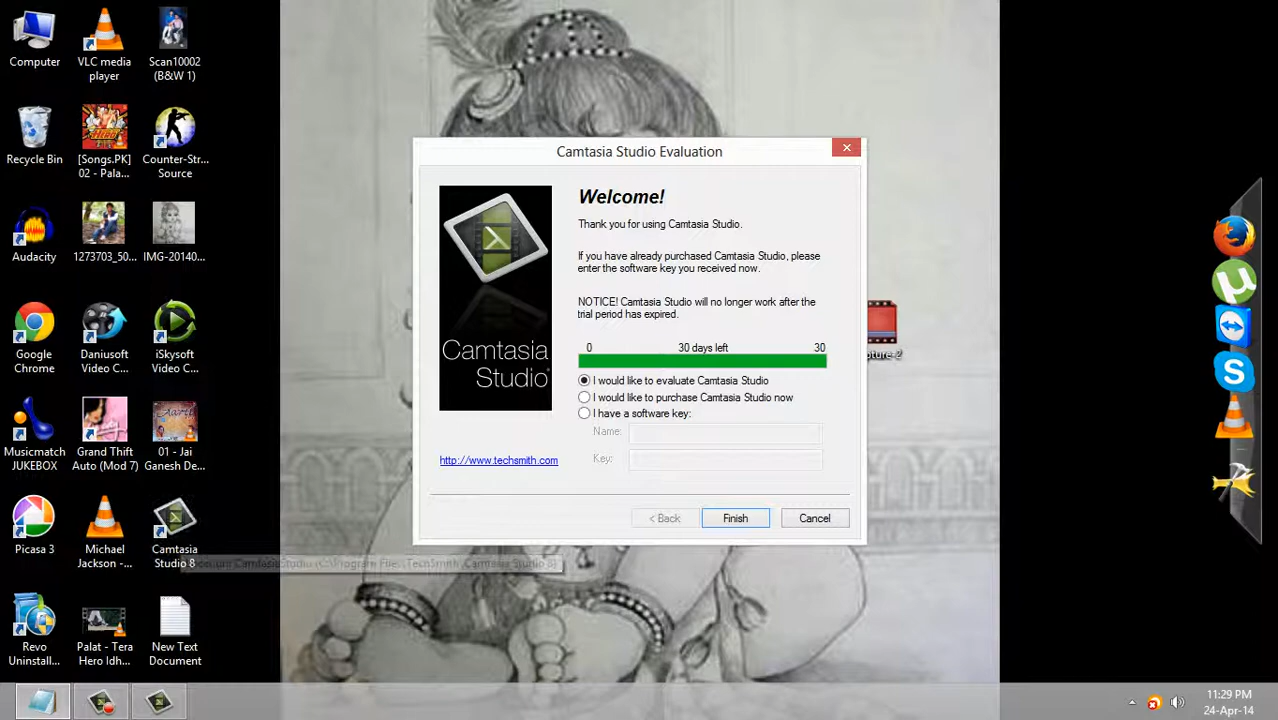 Computer
VLC media
player
Scan10002
(B&W 1)
Recycle Bin
[Songs.PK]
02 - Pala...
Counter-Str...
Source
Audacity
1273703_50...
IMG-20140...
Google
Chrome
Daniusoft
Video C...
iSkysoft
Video C...
Musicmatch
JUKEBOX
Grand Thift
Auto (Mod 7)
01 - Jai
Ganesh De...
Picasa 3
Michael
Jackson -...
Camtasia
Studio 8
Revo
Uninstall...
Palat - Tera
Hero Idh...
New Text
Document
Camtasia Studio Evaluation
Camtasia
Studio
http://www.techsmith.com
Welcome!
Thank you for using Camtasia Studio.
If you have already purchased Camtasia Studio, please
enter the software key you received now.
NOTICE! Camtasia Studio will no longer work after the
trial period has expired.
0 30 days left 30
I would like to evaluate Camtasia Studio
I would like to purchase Camtasia Studio now
I have a software key:
Name:
Key:
< Back Finish Cancel
11:29 PM
24-Apr-14